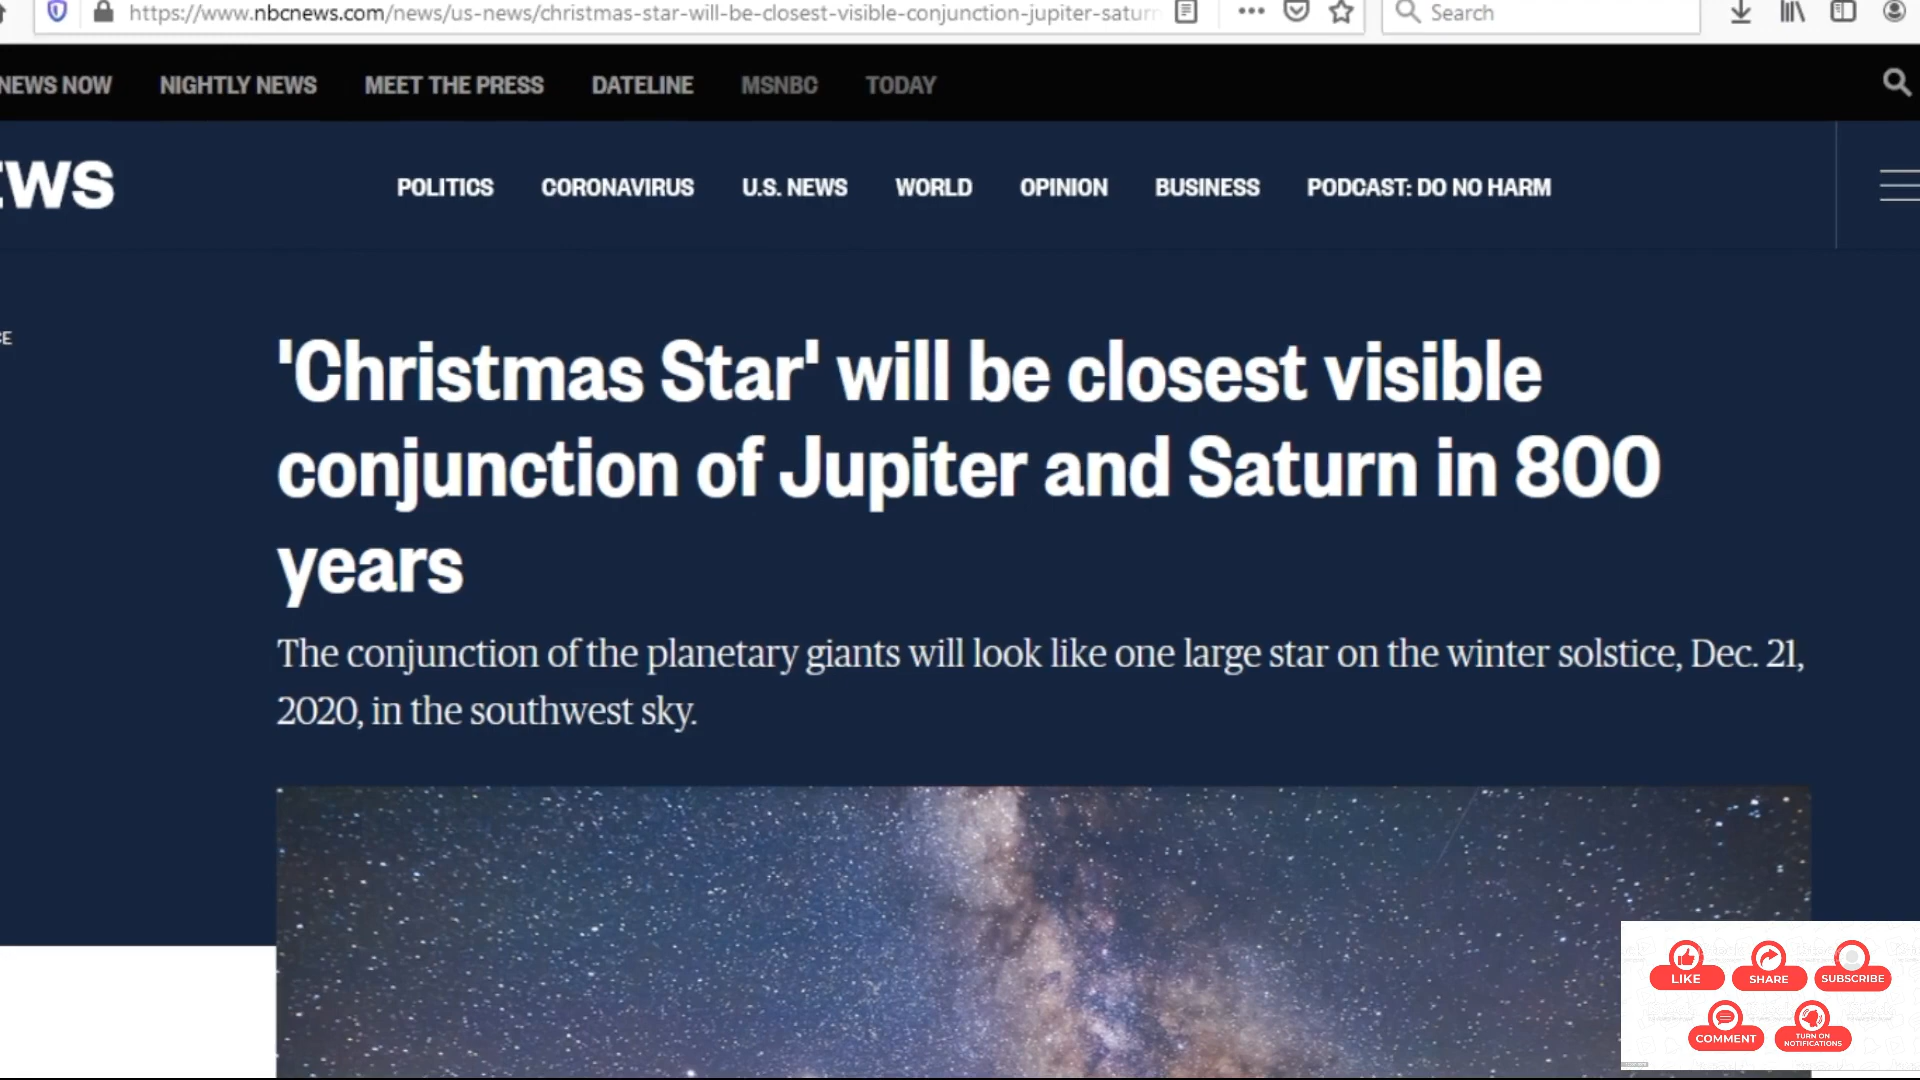 https://www.nbcnews.com/news/us-news/christmas-star-will-be-closest-visible-conjunction-jupiter-saturn
Search
NEWS NOW NIGHTLY NEWS MEET THE PRESS DATELINE MSNBC TODAY
EWS
POLITICS CORONAVIRUS U.S. NEWS WORLD OPINION BUSINESS PODCAST: DO NO HARM
CE
'Christmas Star' will be closest visible
conjunction of Jupiter and Saturn in 800
years
The conjunction of the planetary giants will look like one large star on the winter solstice, Dec. 21,
2020, in the southwest sky.
LIKE SHARE SUBSCRIBE
COMMENT TURN ON
NOTIFICATIONS